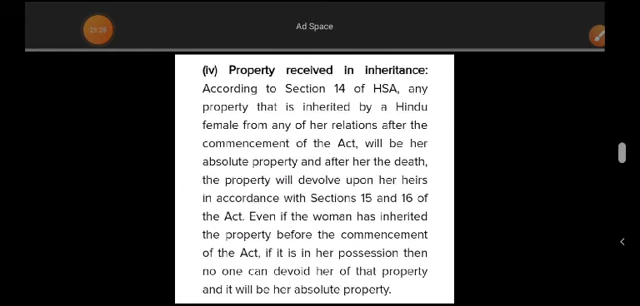 Ad Space
(iv) Property received in inheritance:
According to Section 14 of HSA, any
property that is inherited by a Hindu
female from any of her relations after the
commencement of the Act, will be her
absolute property and after her the death,
the property will devolve upon her heirs
in accordance with Sections 15 and 16 of
the Act. Even if the woman has inherited
the property before the commencement
of the Act, if it is in her possession then
no one can devoid her of that property
and it will be her absolute property.